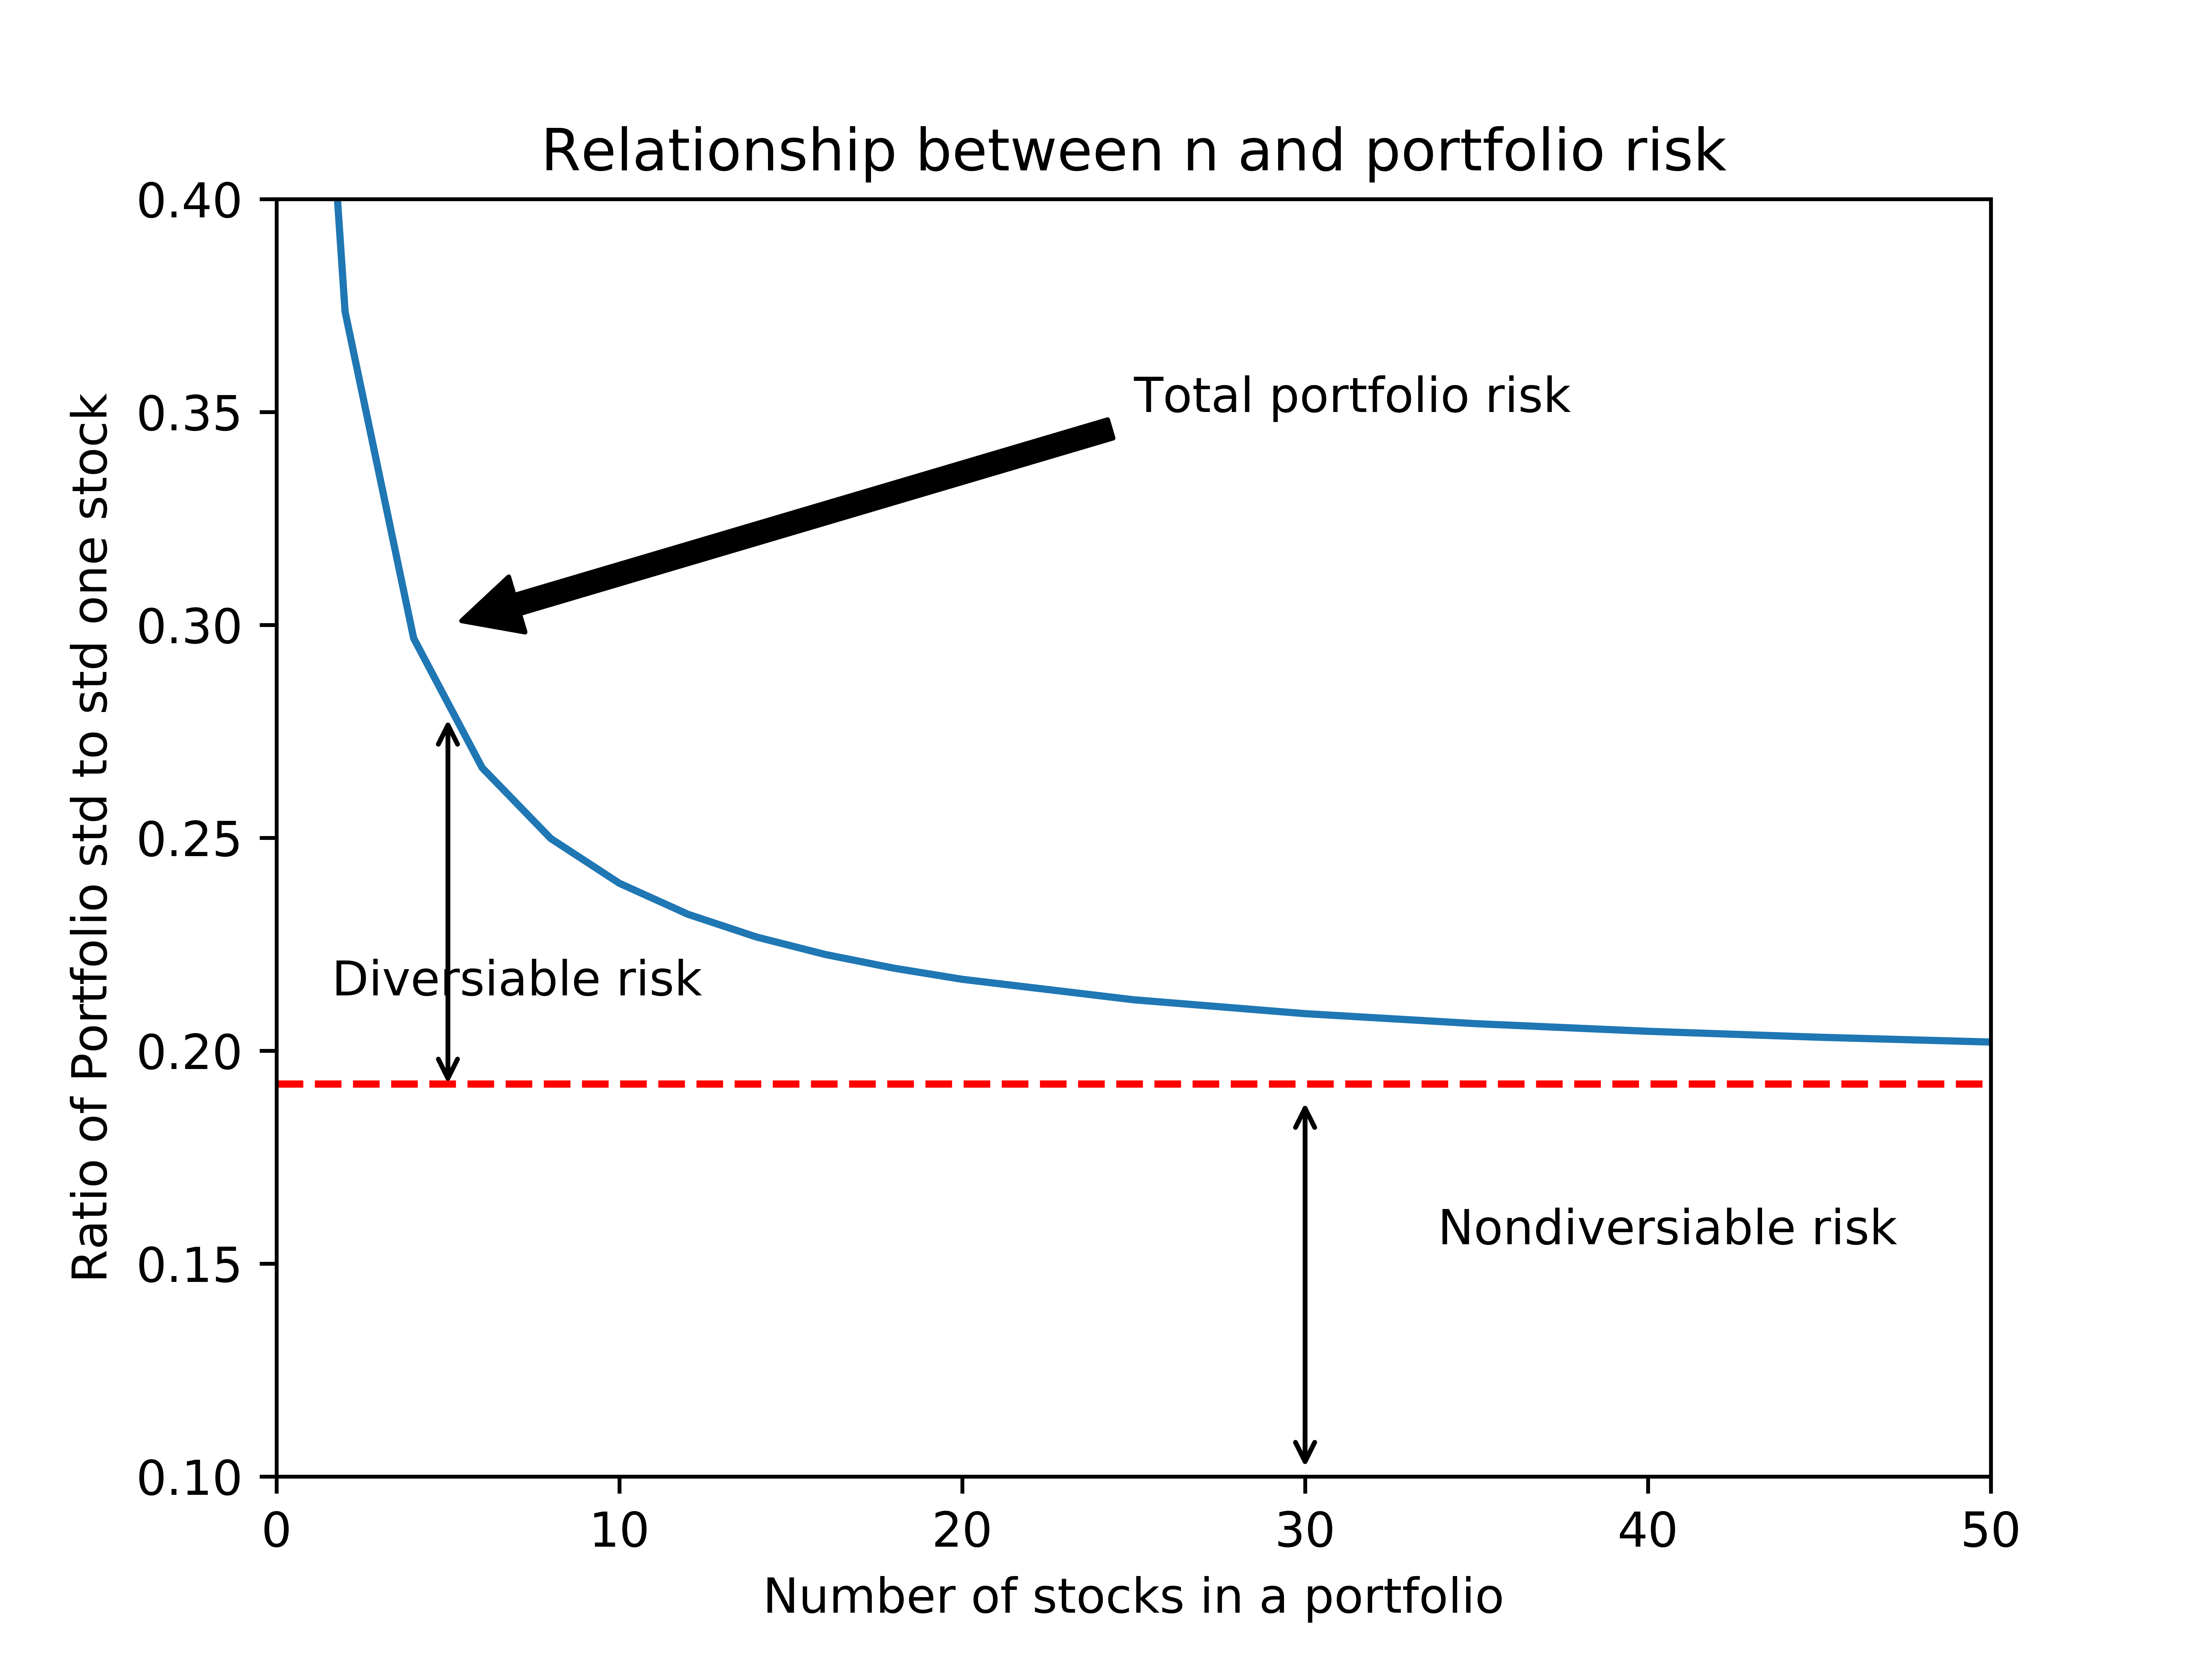 Relationship between n and portfolio risk
0.40
0.35
0.30
0.25
0.20
0.15
0.10
Ratio of Portfolio std to std one stock
Total portfolio risk
Diversiable risk
Nondiversiable risk
0 10 20 30 40 50
Number of stocks in a portfolio